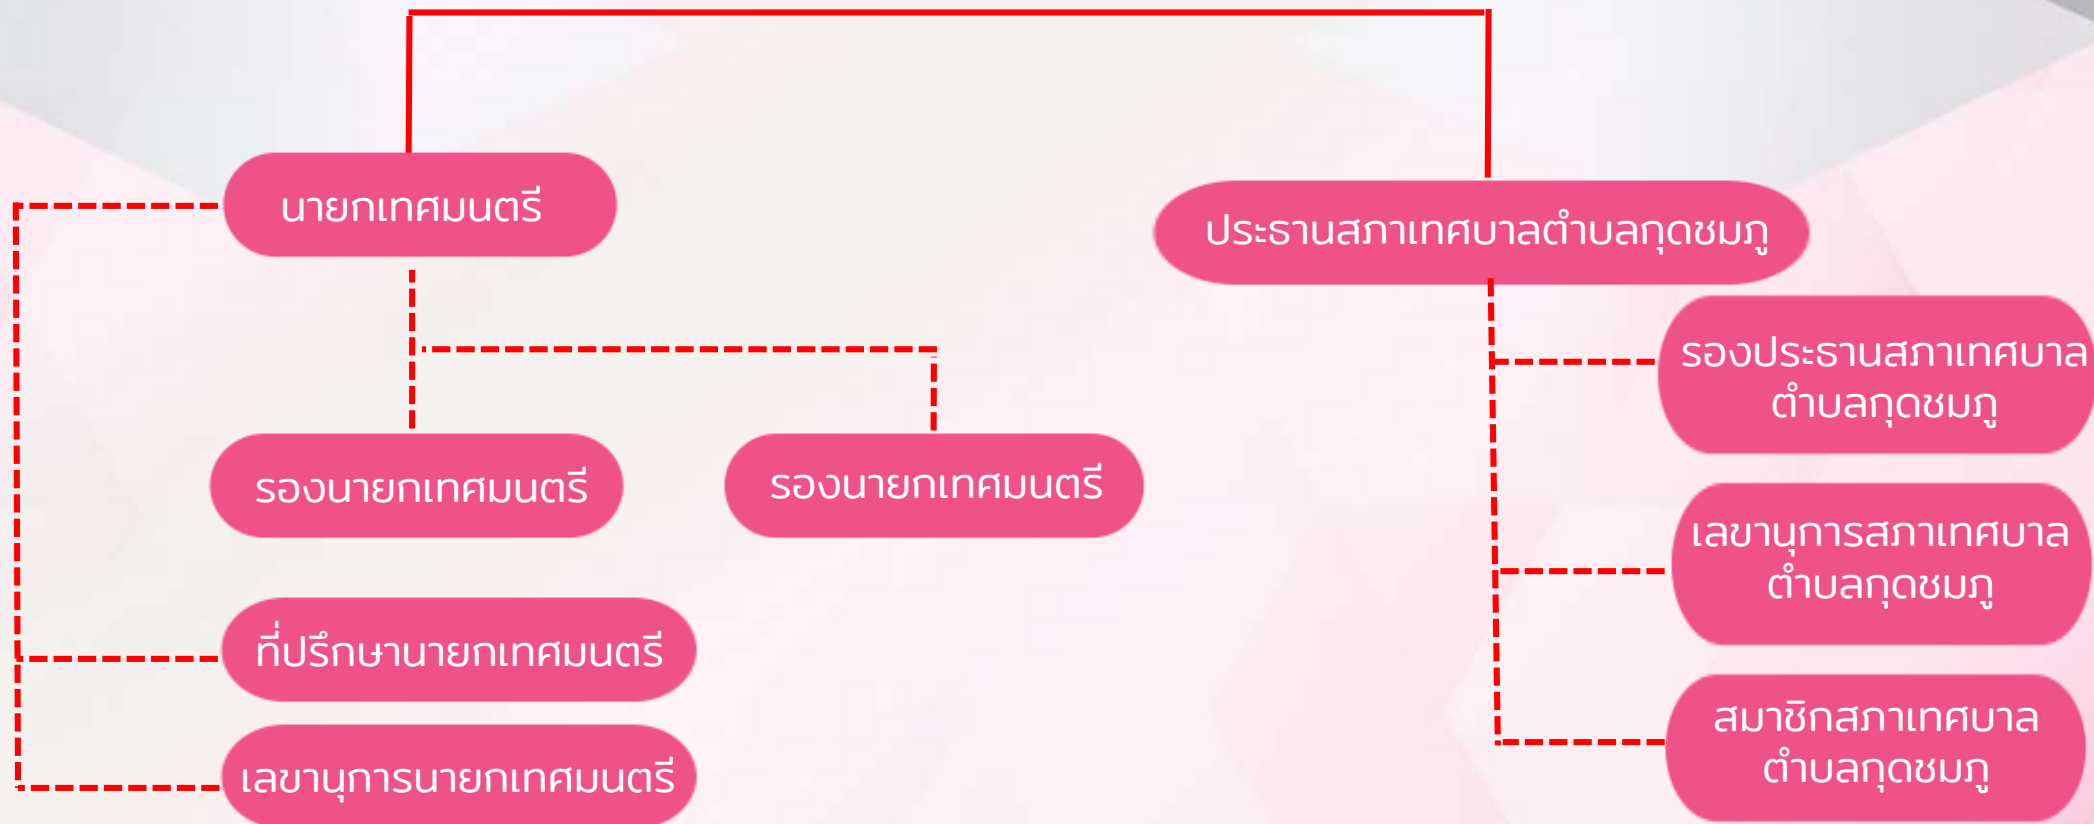 นายกเทศมนตรี
ประธานสภาเทศบาลตำบลกุดชมภู
รองประธานสภาเทศบาล
ตำบลกุดชมภู
รองนายกเทศมนตรี
รองนายกเทศมนตรี
เลขานุการสภาเทศบาล
ตำบลกุดชมภู
ที่ปรึกษานายกเทศมนตรี
เลขานุการนายกเทศมนตรี
สมาชิกสภาเทศบาล
ตำบลกุดชมภู